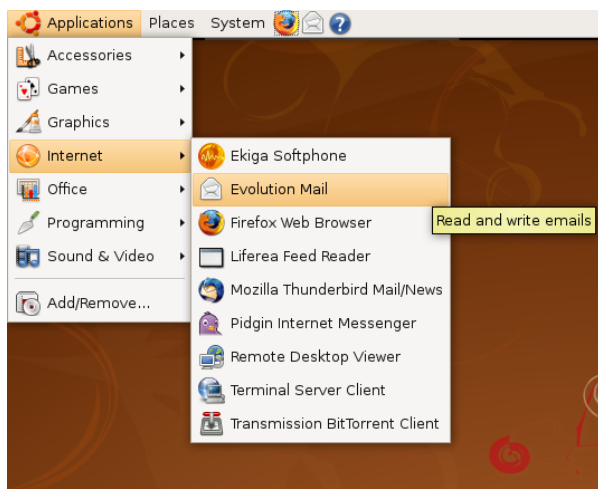 Applications Places System
Accessories
Games
Graphics
Internet
Office
Programming
Sound & Video
Add/Remove...
Ekiga Softphone
Evolution Mail
Read and write emails
Firefox Web Browser
Liferea Feed Reader
Mozilla Thunderbird Mail/News
Pidgin Internet Messenger
Remote Desktop Viewer
Terminal Server Client
Transmission BitTorrent Client